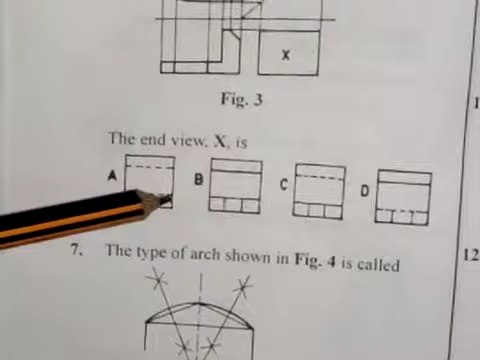 X
Fig. 3
The end view, X, is
A
B
C
D
7. The type of arch shown in Fig. 4 is called
12